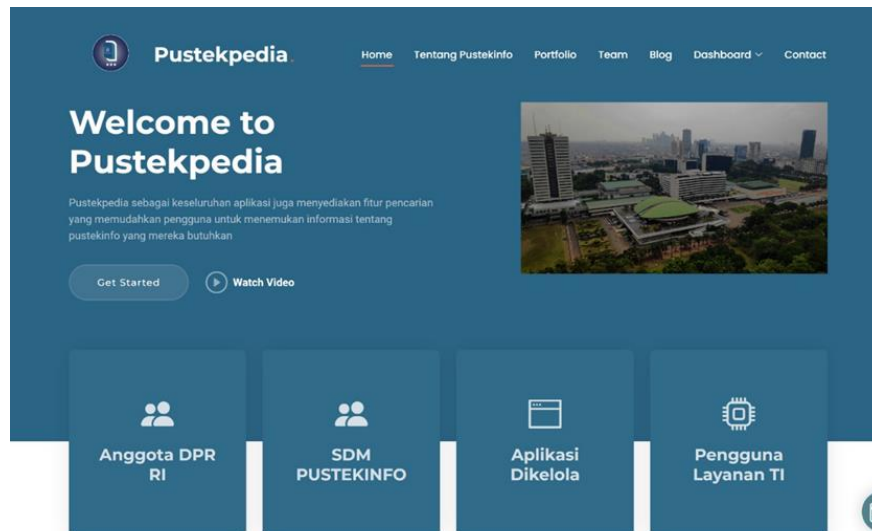 Pustekpedia.
Home Tentang Pustekinfo Portfolio Team Blog Dashboard Contact
Welcome to
Pustekpedia
Pustekpedia sebagai keseluruhan aplikasi juga menyediakan fitur pencarian
yang memudahkan pengguna untuk menemukan informasi tentang
pustekinfo yang mereka butuhkan
Get Started
Watch Video
Anggota DPR
RI
SDM
PUSTEKINFO
Aplikasi
Dikelola
Pengguna
Layanan TI